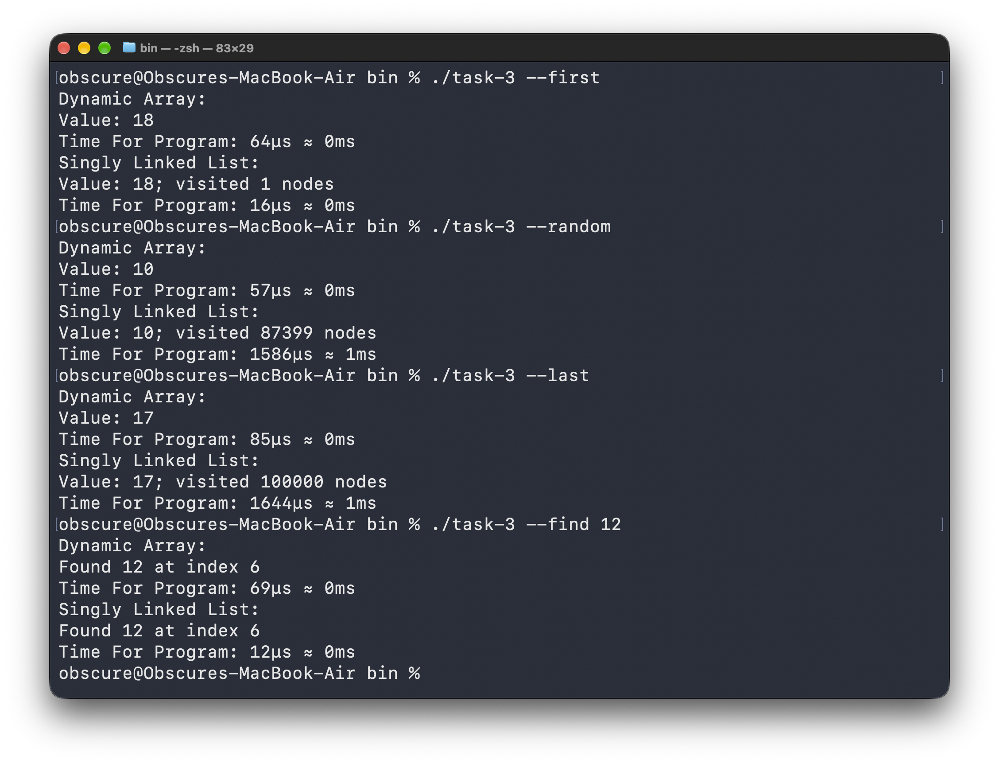 bin — -zsh — 83×29
obscure@Obscures-MacBook-Air bin % ./task-3 --first
Dynamic Array:
Value: 18
Time For Program: 64µs ≈ 0ms
Singly Linked List:
Value: 18; visited 1 nodes
Time For Program: 16µs ≈ 0ms
obscure@Obscures-MacBook-Air bin % ./task-3 --random
Dynamic Array:
Value: 10
Time For Program: 57µs ≈ 0ms
Singly Linked List:
Value: 10; visited 87399 nodes
Time For Program: 1586µs ≈ 1ms
obscure@Obscures-MacBook-Air bin % ./task-3 --last
Dynamic Array:
Value: 17
Time For Program: 85µs ≈ 0ms
Singly Linked List:
Value: 17; visited 100000 nodes
Time For Program: 1644µs ≈ 1ms
obscure@Obscures-MacBook-Air bin % ./task-3 --find 12
Dynamic Array:
Found 12 at index 6
Time For Program: 69µs ≈ 0ms
Singly Linked List:
Found 12 at index 6
Time For Program: 12µs ≈ 0ms
obscure@Obscures-MacBook-Air bin %